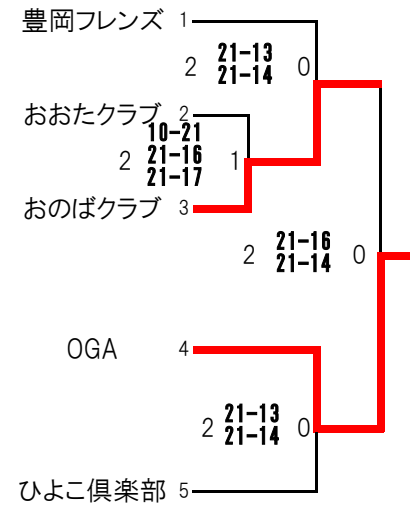 豊岡フレンズ 1
2 21-13 0
21-14
おおたクラブ 2
10-21
2 21-16 1
21-17
おのばクラブ 3
2 21-16 0
21-14
OGA 4
2 21-13 0
21-14
ひよこ倶楽部 5